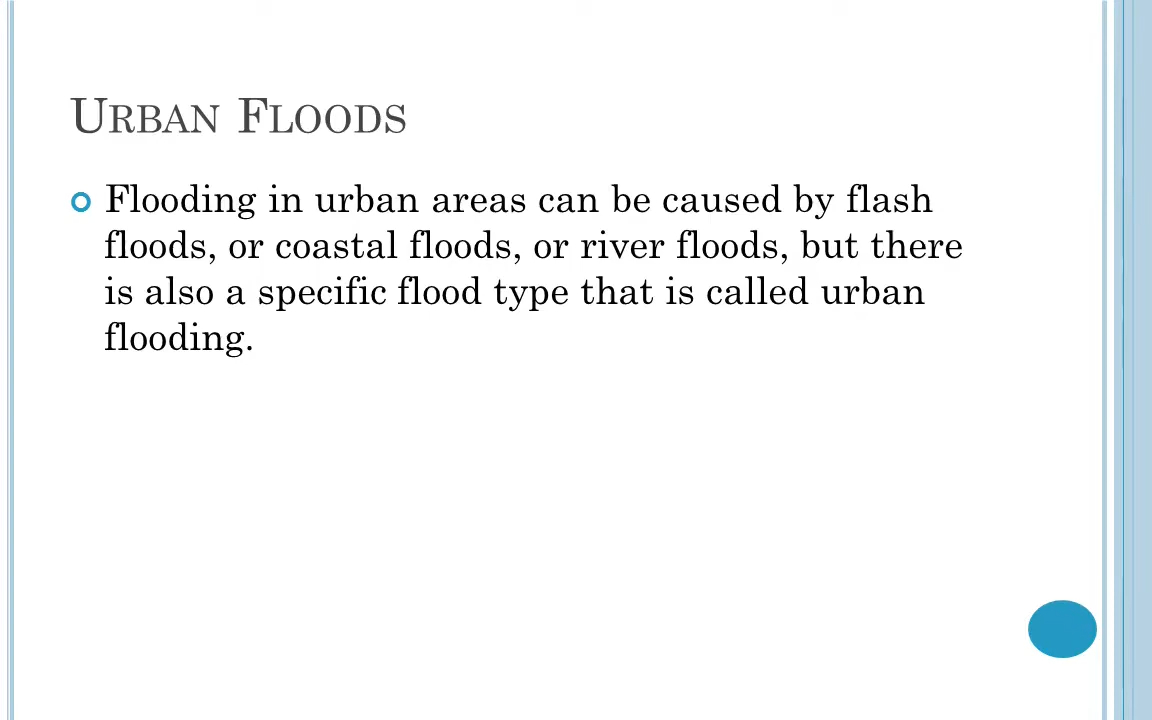 Urban Floods
Flooding in urban areas can be caused by flash
floods, or coastal floods, or river floods, but there
is also a specific flood type that is called urban
flooding.